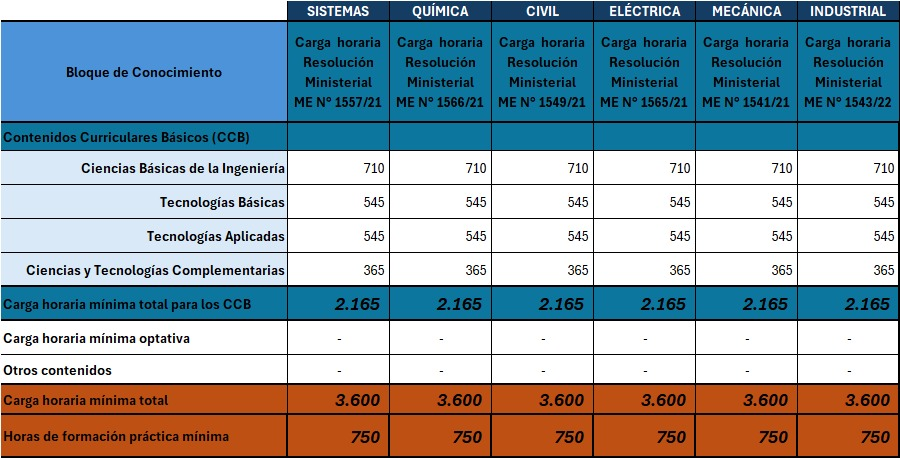 SISTEMAS QUÍMICA CIVIL ELÉCTRICA MECÁNICA INDUSTRIAL
Bloque de Conocimiento
Carga horaria Carga horaria Carga horaria Carga horaria Carga horaria Carga horaria
Resolución Resolución Resolución Resolución Resolución Resolución
Ministerial Ministerial Ministerial Ministerial Ministerial Ministerial
ME N° 1557/21 ME N° 1566/21 ME N° 1549/21 ME N° 1565/21 ME N° 1541/21 ME N° 1543/22
Contenidos Curriculares Básicos (CCB)
Ciencias Básicas de la Ingeniería 710 710 710 710 710 710
Tecnologías Básicas 545 545 545 545 545 545
Tecnologías Aplicadas 545 545 545 545 545 545
Ciencias y Tecnologías Complementarias 365 365 365 365 365 365
Carga horaria mínima total para los CCB 2.165 2.165 2.165 2.165 2.165 2.165
Carga horaria mínima optativa - - - - - -
Otros contenidos - - - - - -
Carga horaria mínima total 3.600 3.600 3.600 3.600 3.600 3.600
Horas de formación práctica mínima 750 750 750 750 750 750